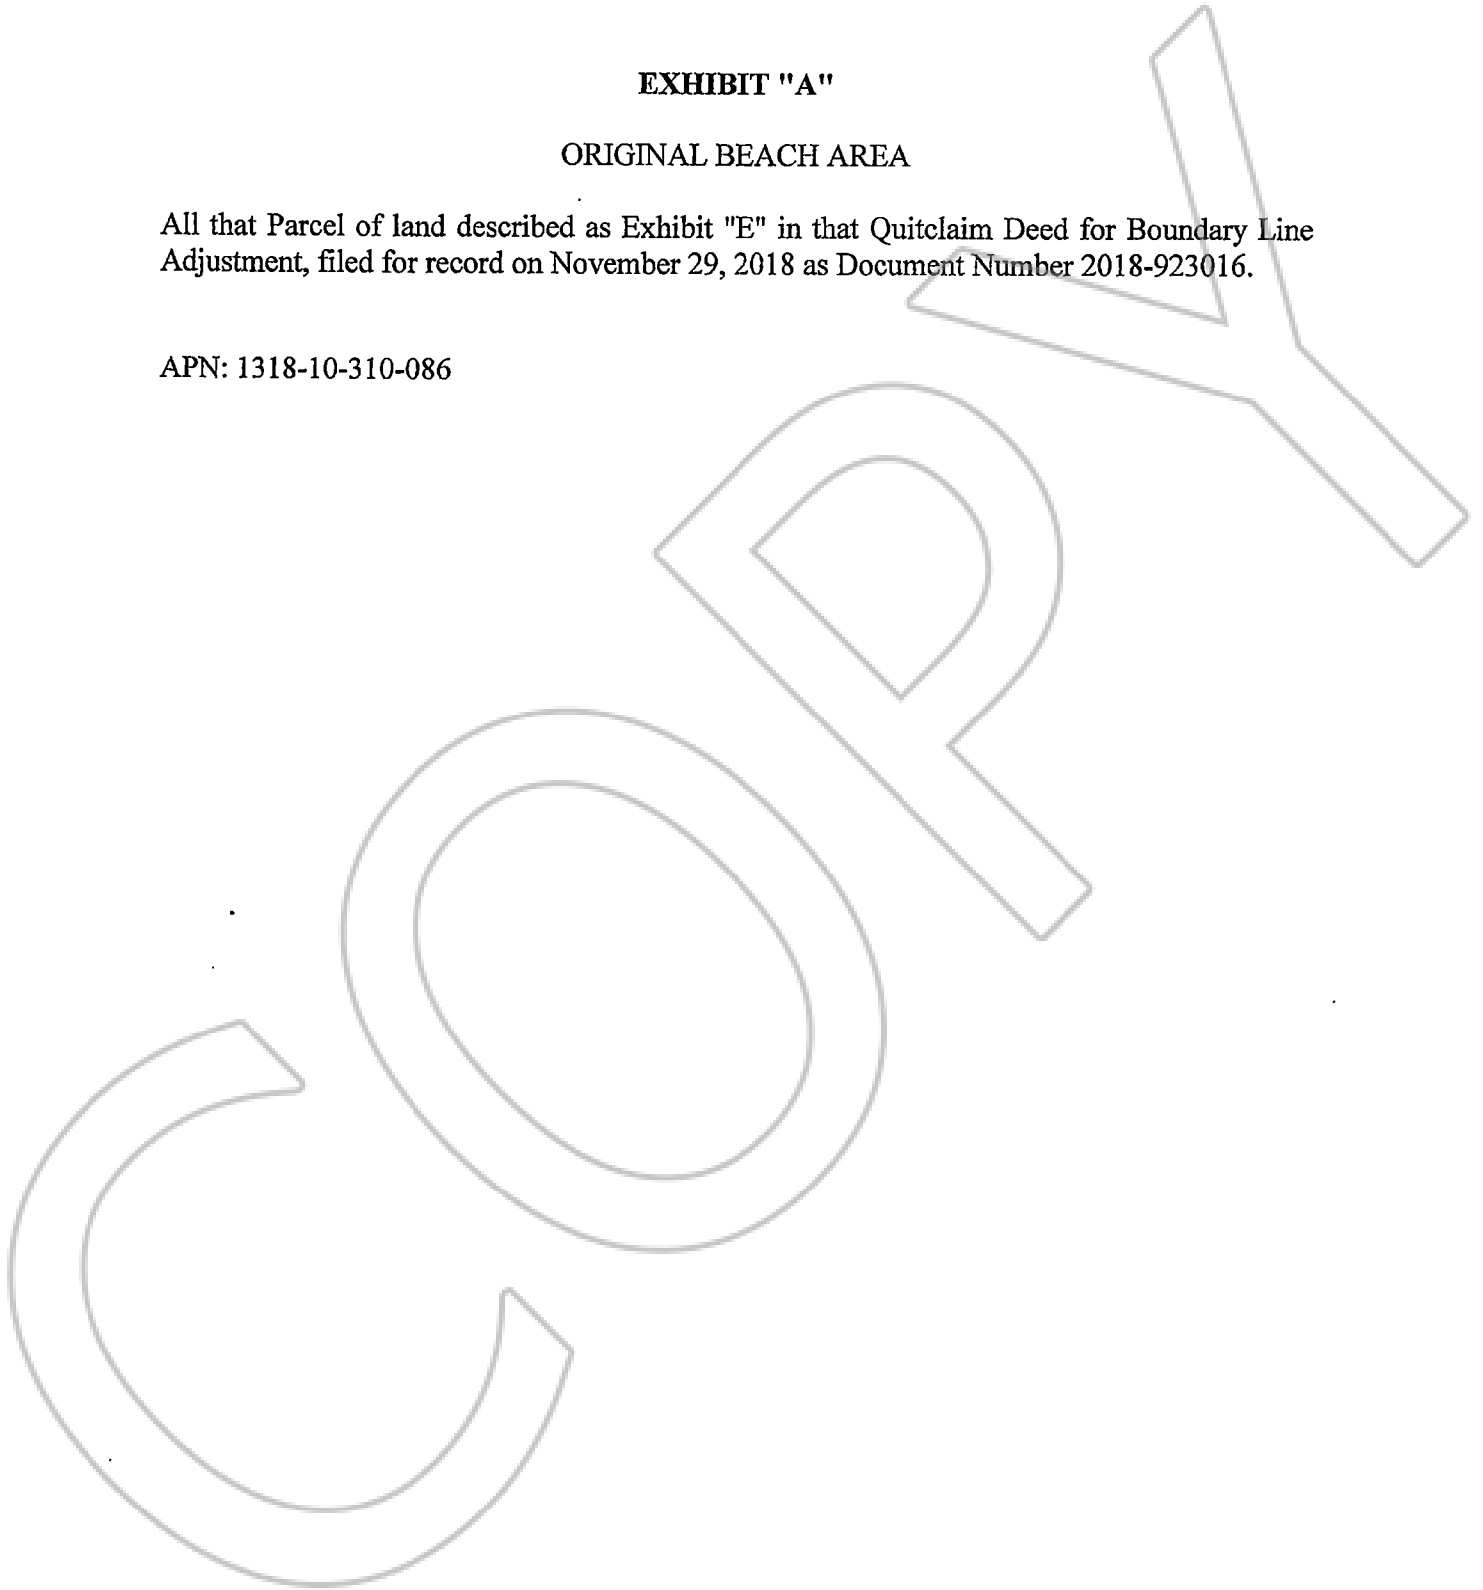 EXHIBIT "A"
ORIGINAL BEACH AREA
All that Parcel of land described as Exhibit "E" in that Quitclaim Deed for Boundary Line
Adjustment, filed for record on November 29, 2018 as Document Number 2018-923016.
APN: 1318-10-310-086
COPY